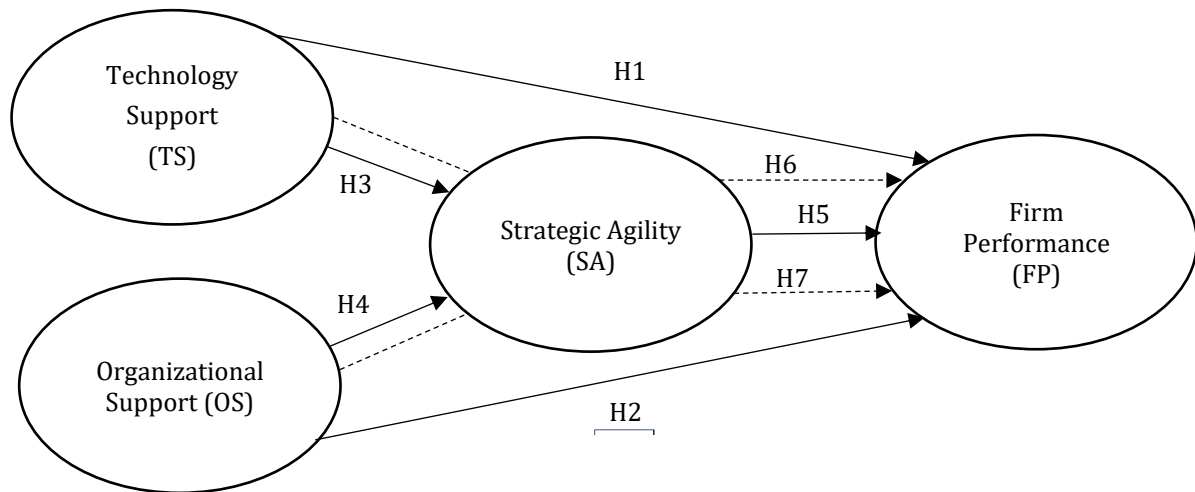 Technology
Support
(TS)
H1
H3
H6
Strategic Agility
(SA)
H5
H7
Firm
Performance
(FP)
H4
Organizational
Support (OS)
H2